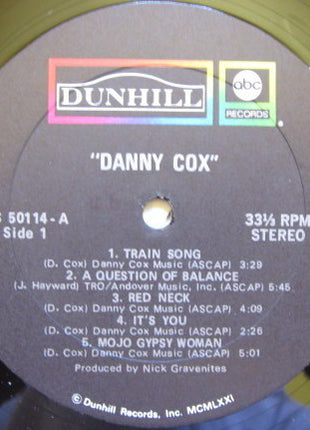 DUNHILL
abc
RECORDS
"DANNY COX"
S 50114-A
Side 1
33⅓ RPM
STEREO
1. TRAIN SONG
(D. Cox) Danny Cox Music (ASCAP) 3:29
2. A QUESTION OF BALANCE
(J. Hayward) TRO/Andover Music, Inc. (ASCAP) 5:45
3. RED NECK
(D. Cox) Danny Cox Music (ASCAP) 4:09
4. IT'S YOU
(D. Cox) Danny Cox Music (ASCAP) 2:26
5. MOJO GYPSY WOMAN
(D. Cox) Danny Cox Music (ASCAP) 5:01
Produced by Nick Gravenites
© Dunhill Records, Inc. MCMLXXI